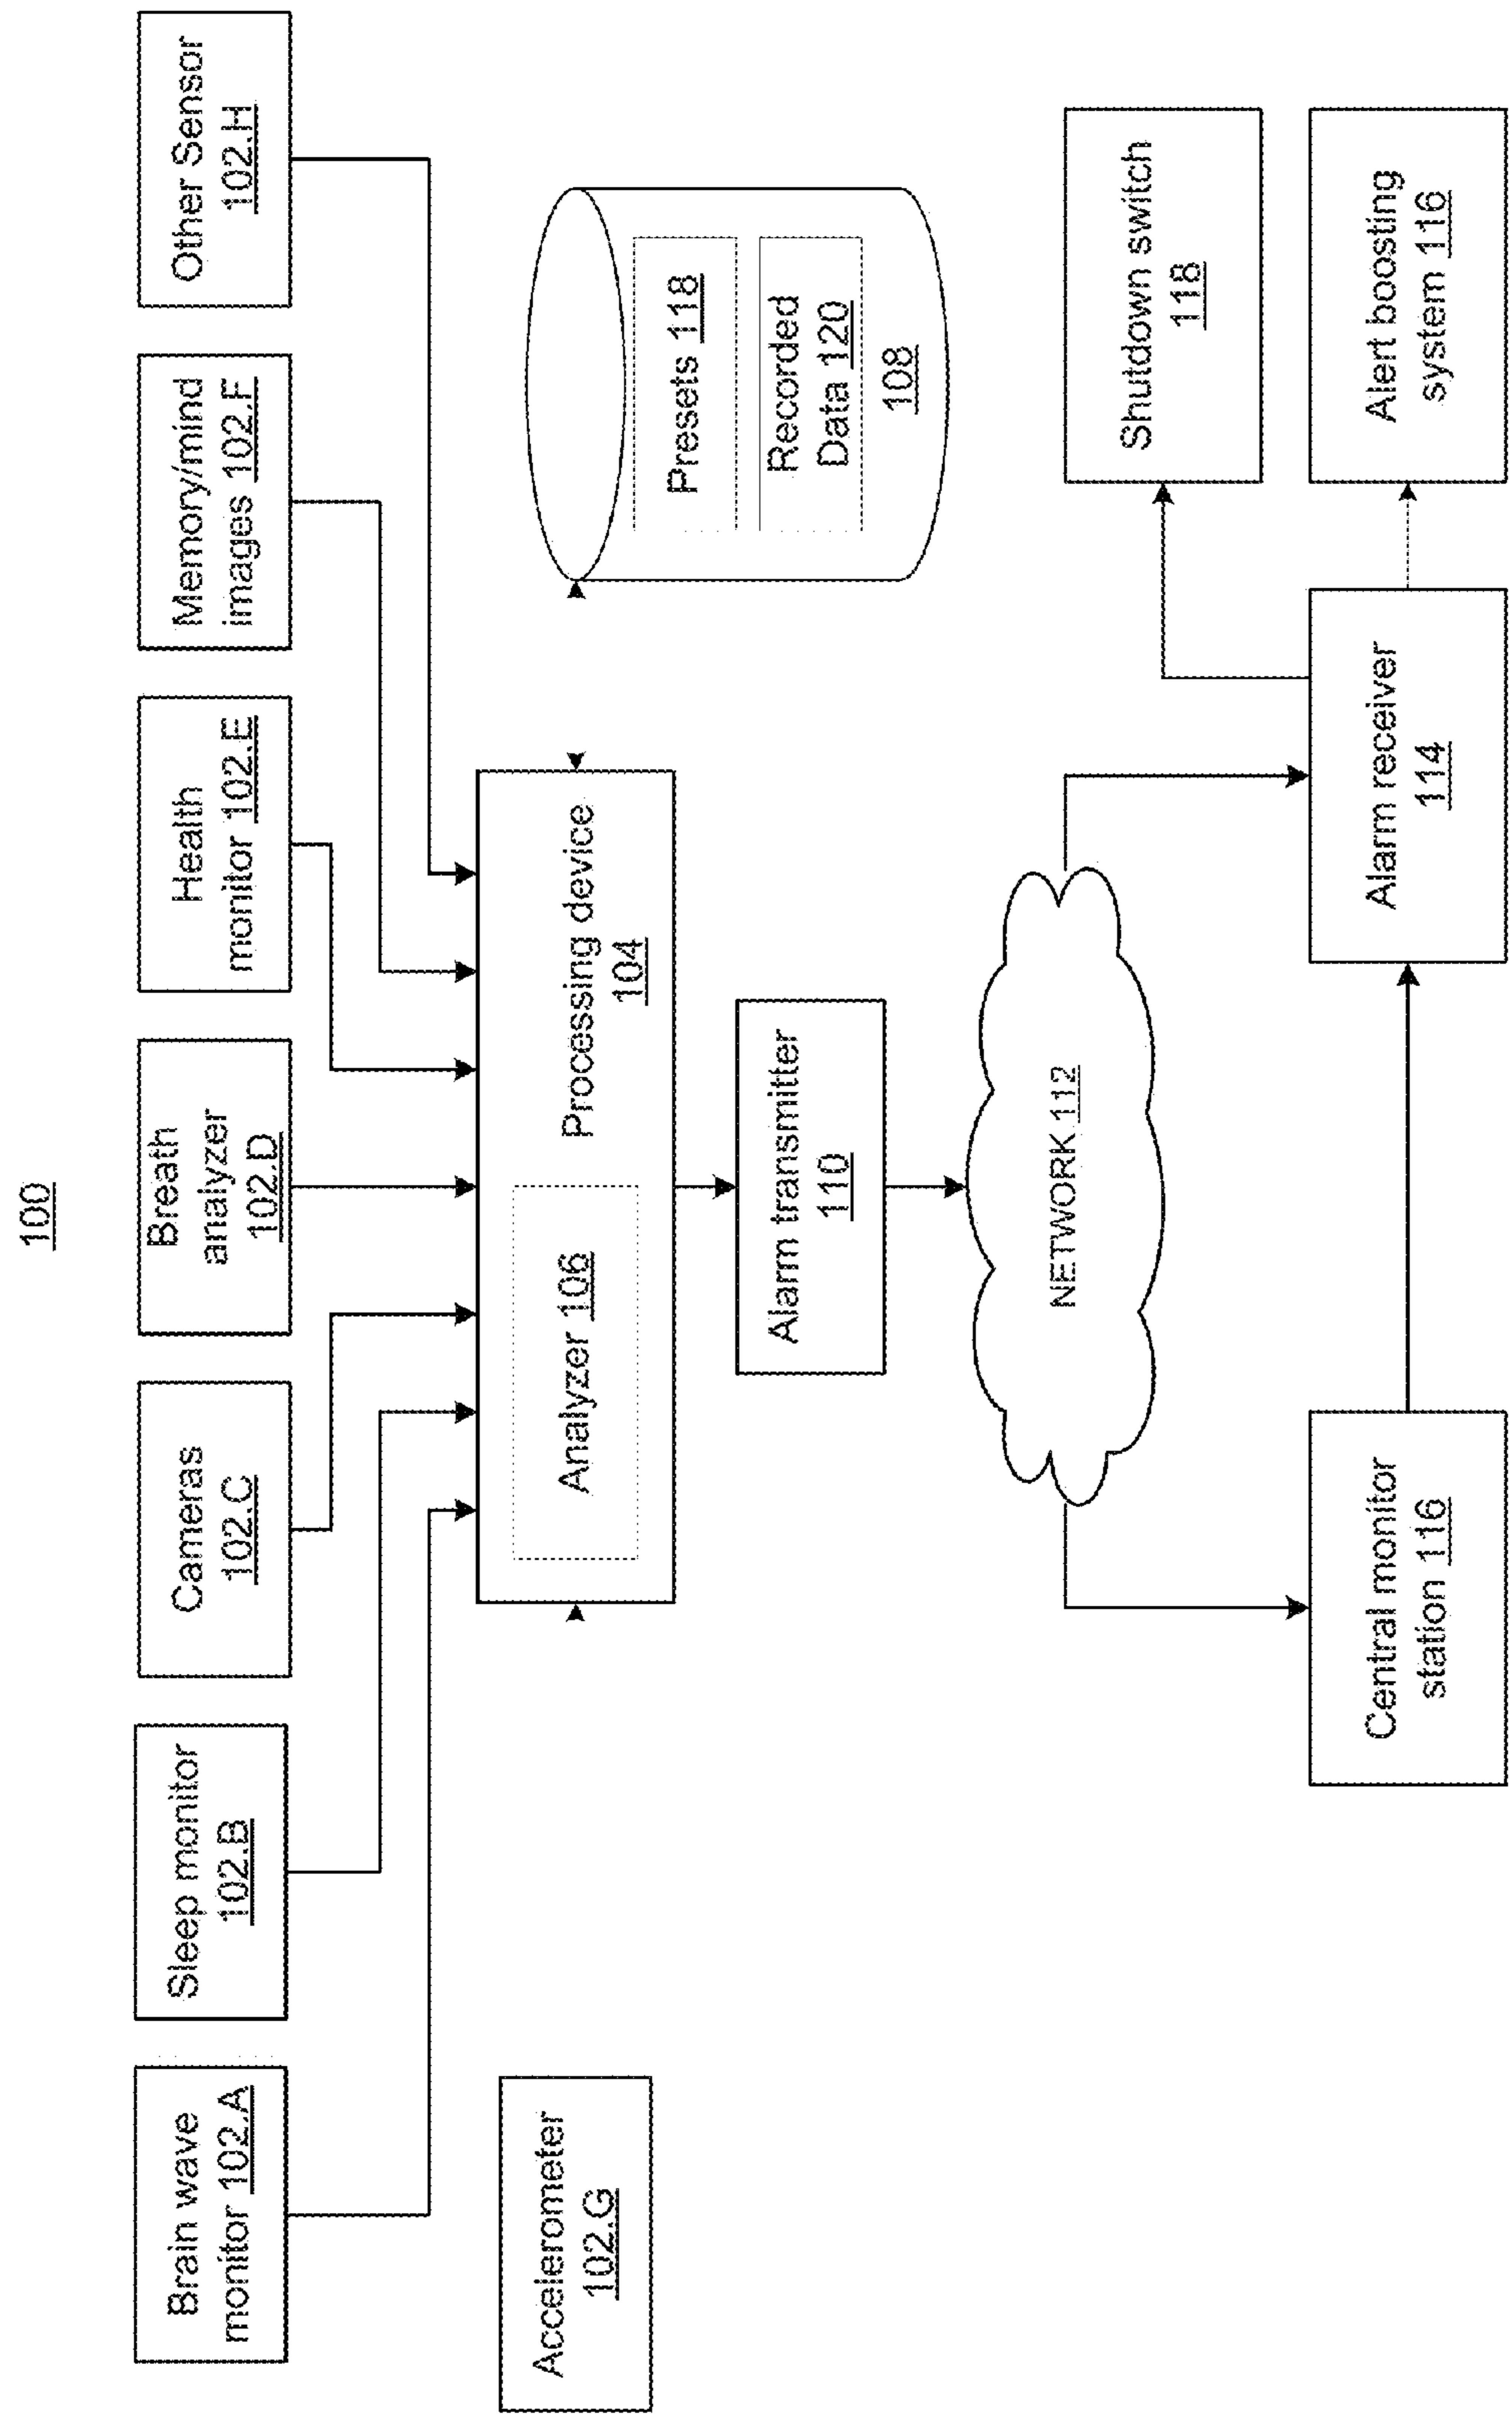 100
Brain wave
monitor 102.A
Sleep monitor
102.B
Cameras
102.C
Breath
analyzer
102.D
Health
monitor 102.E
Memory/mind
images 102.F
Other Sensor
102.H
Accelerometer
102.G
Analyzer 106
Processing device
104
Presets 118
Recorded
Data 120
108
Alarm transmitter
110
NETWORK 112
Central monitor
station 116
Alarm receiver
114
Shutdown switch
118
Alert boosting
system 116